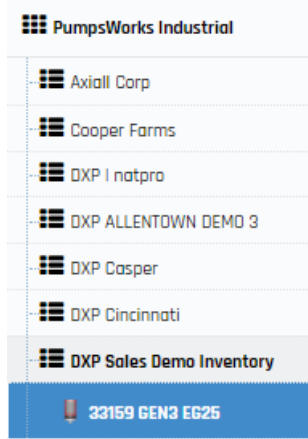 PumpsWorks Industrial
Axiall Corp
Cooper Farms
DXP | natpro
DXP ALLENTOWN DEMO 3
DXP Casper
DXP Cincinnati
DXP Sales Demo Inventory
33159 GEN3 EG25